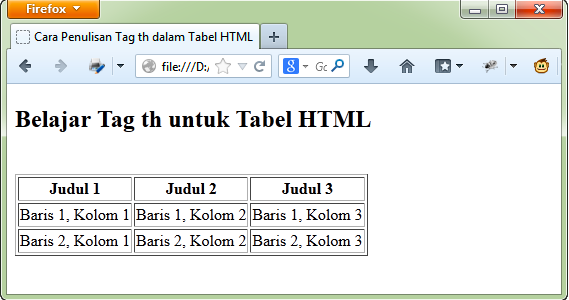 Firefox
Cara Penulisan Tag th dalam Tabel HTML
file:///D:/
Belajar Tag th untuk Tabel HTML
Judul 1 Judul 2 Judul 3
Baris 1, Kolom 1 Baris 1, Kolom 2 Baris 1, Kolom 3
Baris 2, Kolom 1 Baris 2, Kolom 2 Baris 2, Kolom 3